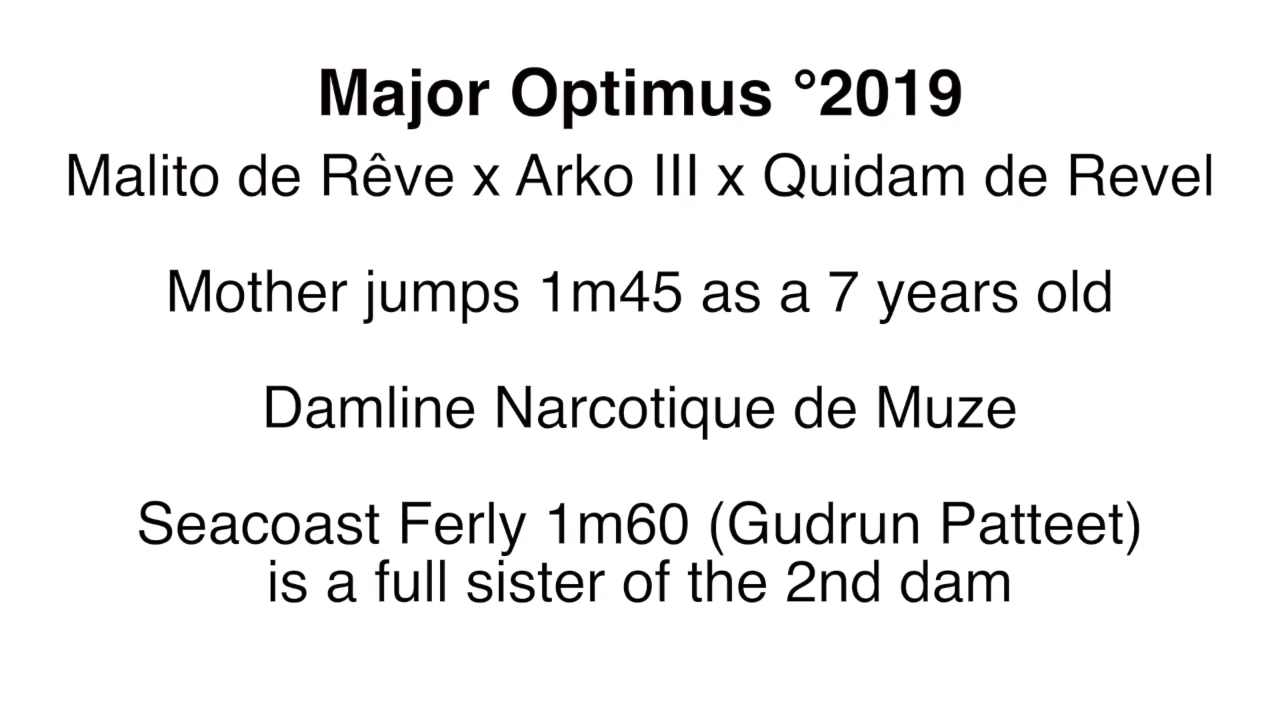 Major Optimus °2019
Malito de Rêve x Arko III x Quidam de Revel
Mother jumps 1m45 as a 7 years old
Damline Narcotique de Muze
Seacoast Ferly 1m60 (Gudrun Patteet)
is a full sister of the 2nd dam